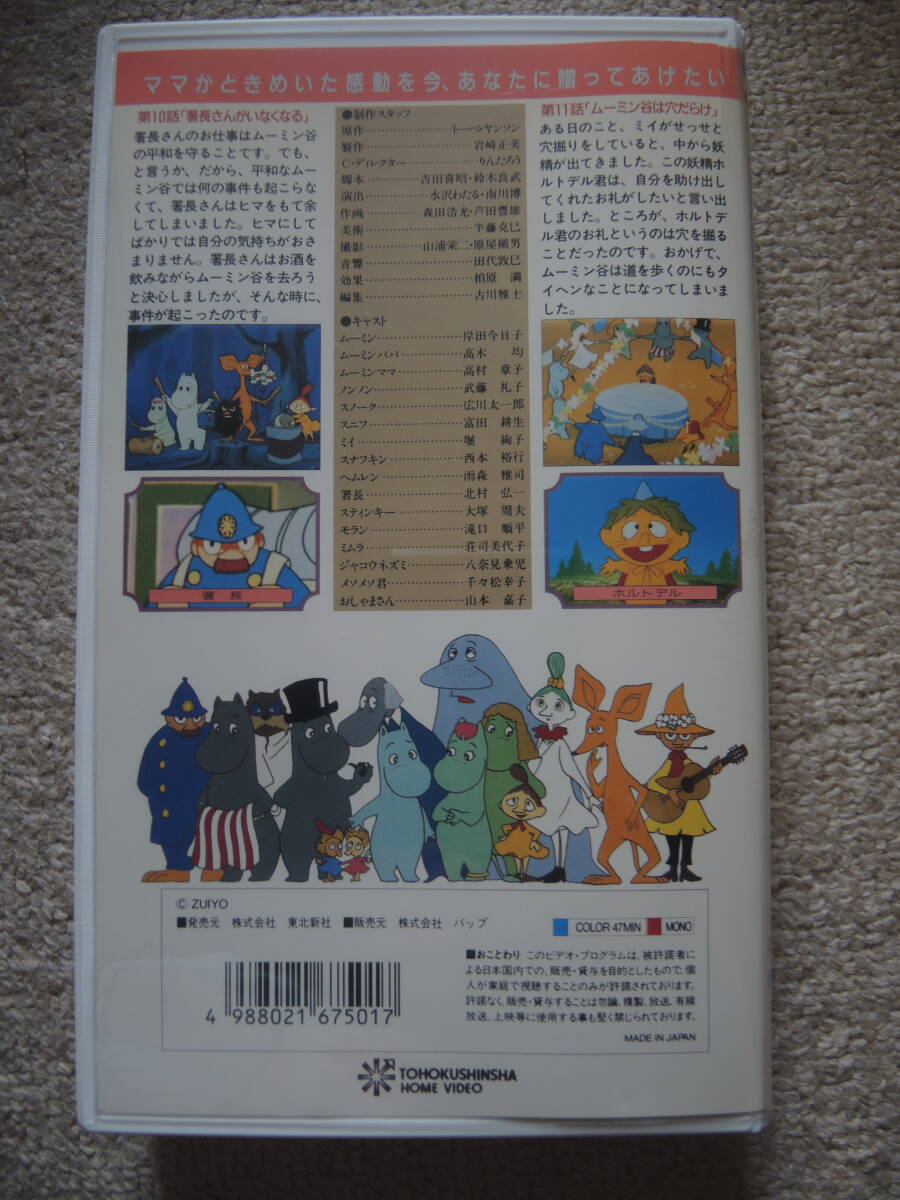 ママがときめいた感動を今、あなたに贈ってあげたい
第10話「署長さんがいなくなる」
署長さんのお仕事はムーミン谷
の平和を守ることです。でも、
と言うか、だから、平和なムー
ミン谷では何の事件も起こらな
くて、署長さんはヒマをもて余
してしまいました。ヒマにして
ばかりでは自分の気持ちがおさ
まりません。署長さんはお酒を
飲みながらムーミン谷を去ろう
と決心しましたが、そんな時に、
事件が起こったのです。
署長
●制作スタッフ
原作 トーベ・ヤンソン
製作 岩崎正美
C・ディレクター りんたろう
脚本 吉田喜昭・鈴木良武
演出 水沢わたる・南川博
作画 森田浩光・芦田豊雄
美術 半藤克巳
撮影 山浦栄二・原屋楯男
音響 田代敦巳
効果 柏原 満
編集 古川雅士
●キャスト
ムーミン 岸田今日子
ムーミンパパ 高木 均
ムーミンママ 高村 章子
ノンノン 武藤 礼子
スノーク 広川太一郎
スニフ 富田 耕生
ミイ 堀 絢子
スナフキン 西本 裕行
ヘムレン 雨森 雅司
署長 北村 弘一
スティンキー 大塚 周夫
モラン 滝口 順平
ミムラ 荘司美代子
ジャコウネズミ 八奈見乗児
メソメソ君 千々松幸子
おしゃまさん 山本 嘉子
第11話「ムーミン谷は穴だらけ」
ある日のこと、ミイがせっせと
穴掘りをしていると、中から妖
精が出てきました。この妖精ホ
ルトデル君は、自分を助け出し
てくれたお礼がしたいと言い出
しました。ところが、ホルトデ
ル君のお礼というのは穴を掘る
ことだったのです。おかげで、
ムーミン谷は道を歩くのにもタ
イヘンなことになってしまいま
した。
ホルトデル
© ZUIYO
■発売元 株式会社 東北新社 ■販売元 株式会社 バップ
COLOR 47MIN MONO
■おことわり このビデオ・プログラムは、被許諾者に
よる日本国内での、販売・貸与を目的としたもので、個
人が家庭で視聴することのみが許諾されております。
許諾なく、販売・貸与することは勿論、複製、放送、有線
放送、上映等に使用する事も堅く禁じられております。
MADE IN JAPAN
4 988021 675017
TOHOKUSHINSHA
HOME VIDEO